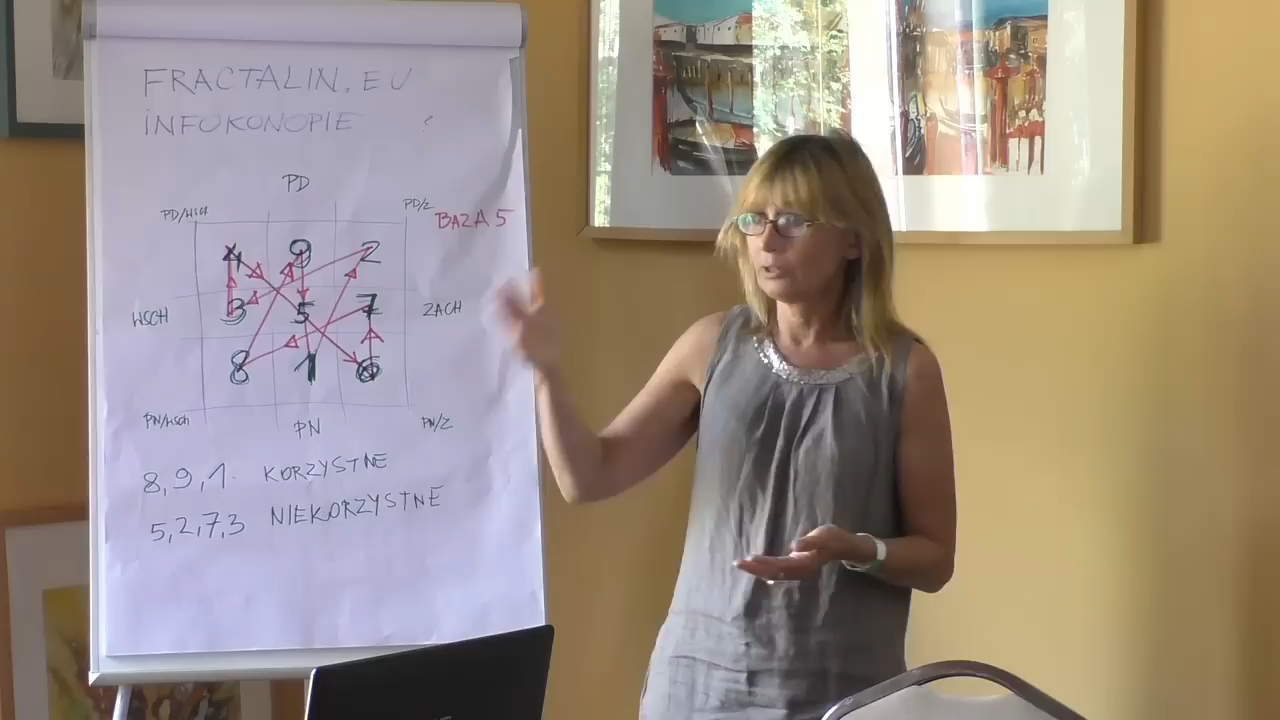 FRACTALIN.EU
INFOKONOPIE
PD
PD/WSCH
PD/Z
BAZA 5
4 9 2
WSCH 3 5 7 ZACH
8 1 6
PN/WSCH PN PN/Z
8,9,1. KORZYSTNE
5,2,7,3 NIEKORZYSTNE